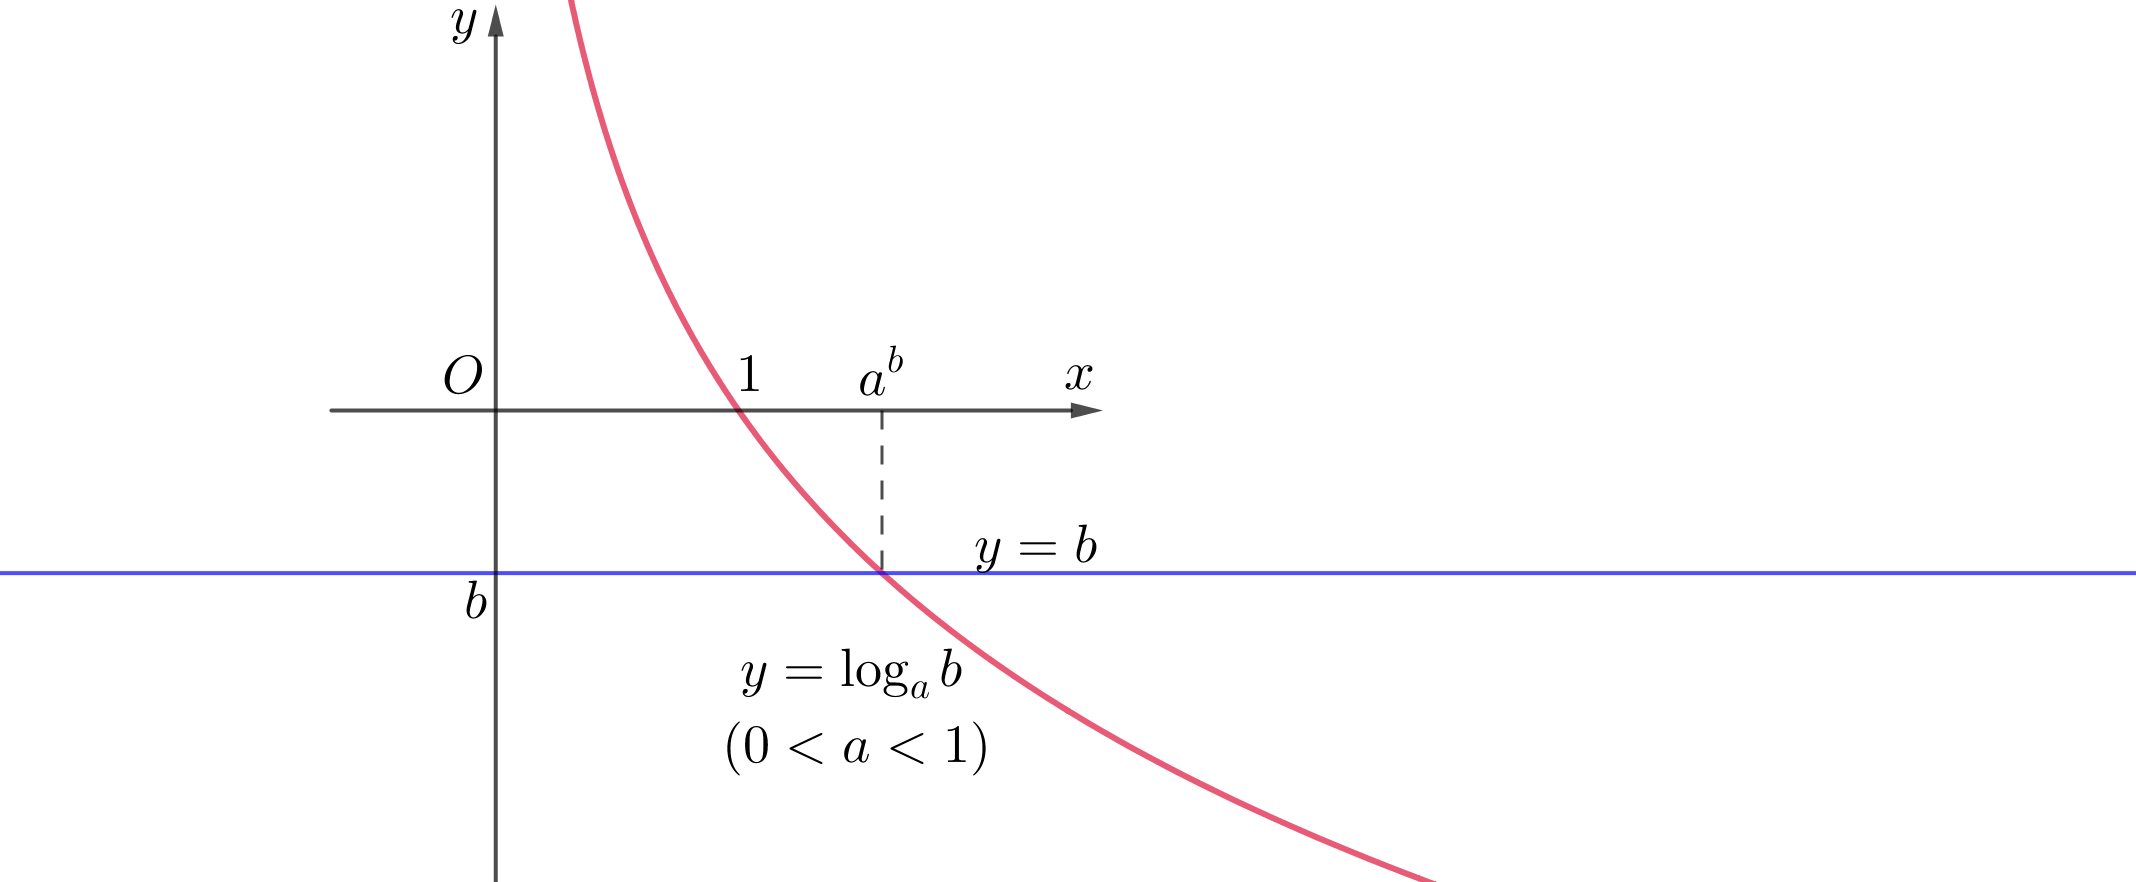 y
O 1 a^b x
y = b
b
y = log_a b
(0 < a < 1)